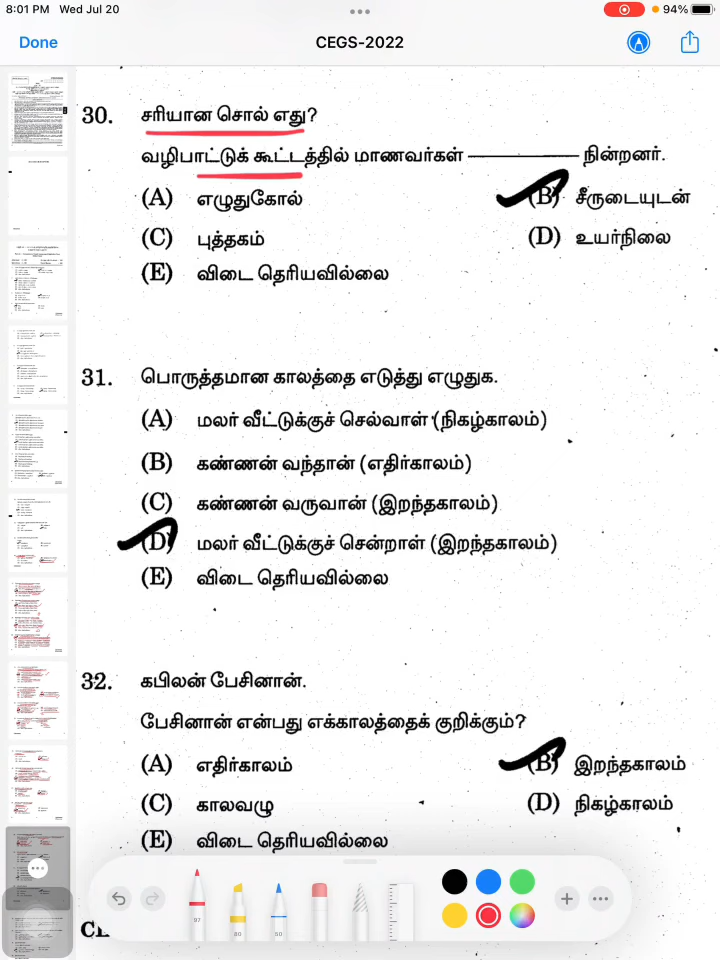 8:01 PM Wed Jul 20
94%
Done
CEGS-2022
30. சரியான சொல் எது?
வழிபாட்டுக் கூட்டத்தில் மாணவர்கள் ———— நின்றனர்.
(A) எழுதுகோல் (B) சீருடையுடன்
(C) புத்தகம் (D) உயர்நிலை
(E) விடை தெரியவில்லை
31. பொருத்தமான காலத்தை எடுத்து எழுதுக.
(A) மலர் வீட்டுக்குச் செல்வாள் (நிகழ்காலம்)
(B) கண்ணன் வந்தான் (எதிர்காலம்)
(C) கண்ணன் வருவான் (இறந்தகாலம்)
(D) மலர் வீட்டுக்குச் சென்றாள் (இறந்தகாலம்)
(E) விடை தெரியவில்லை
32. கபிலன் பேசினான்.
பேசினான் என்பது எக்காலத்தைக் குறிக்கும்?
(A) எதிர்காலம் (B) இறந்தகாலம்
(C) காலவழு (D) நிகழ்காலம்
(E) விடை தெரியவில்லை
97 80 50